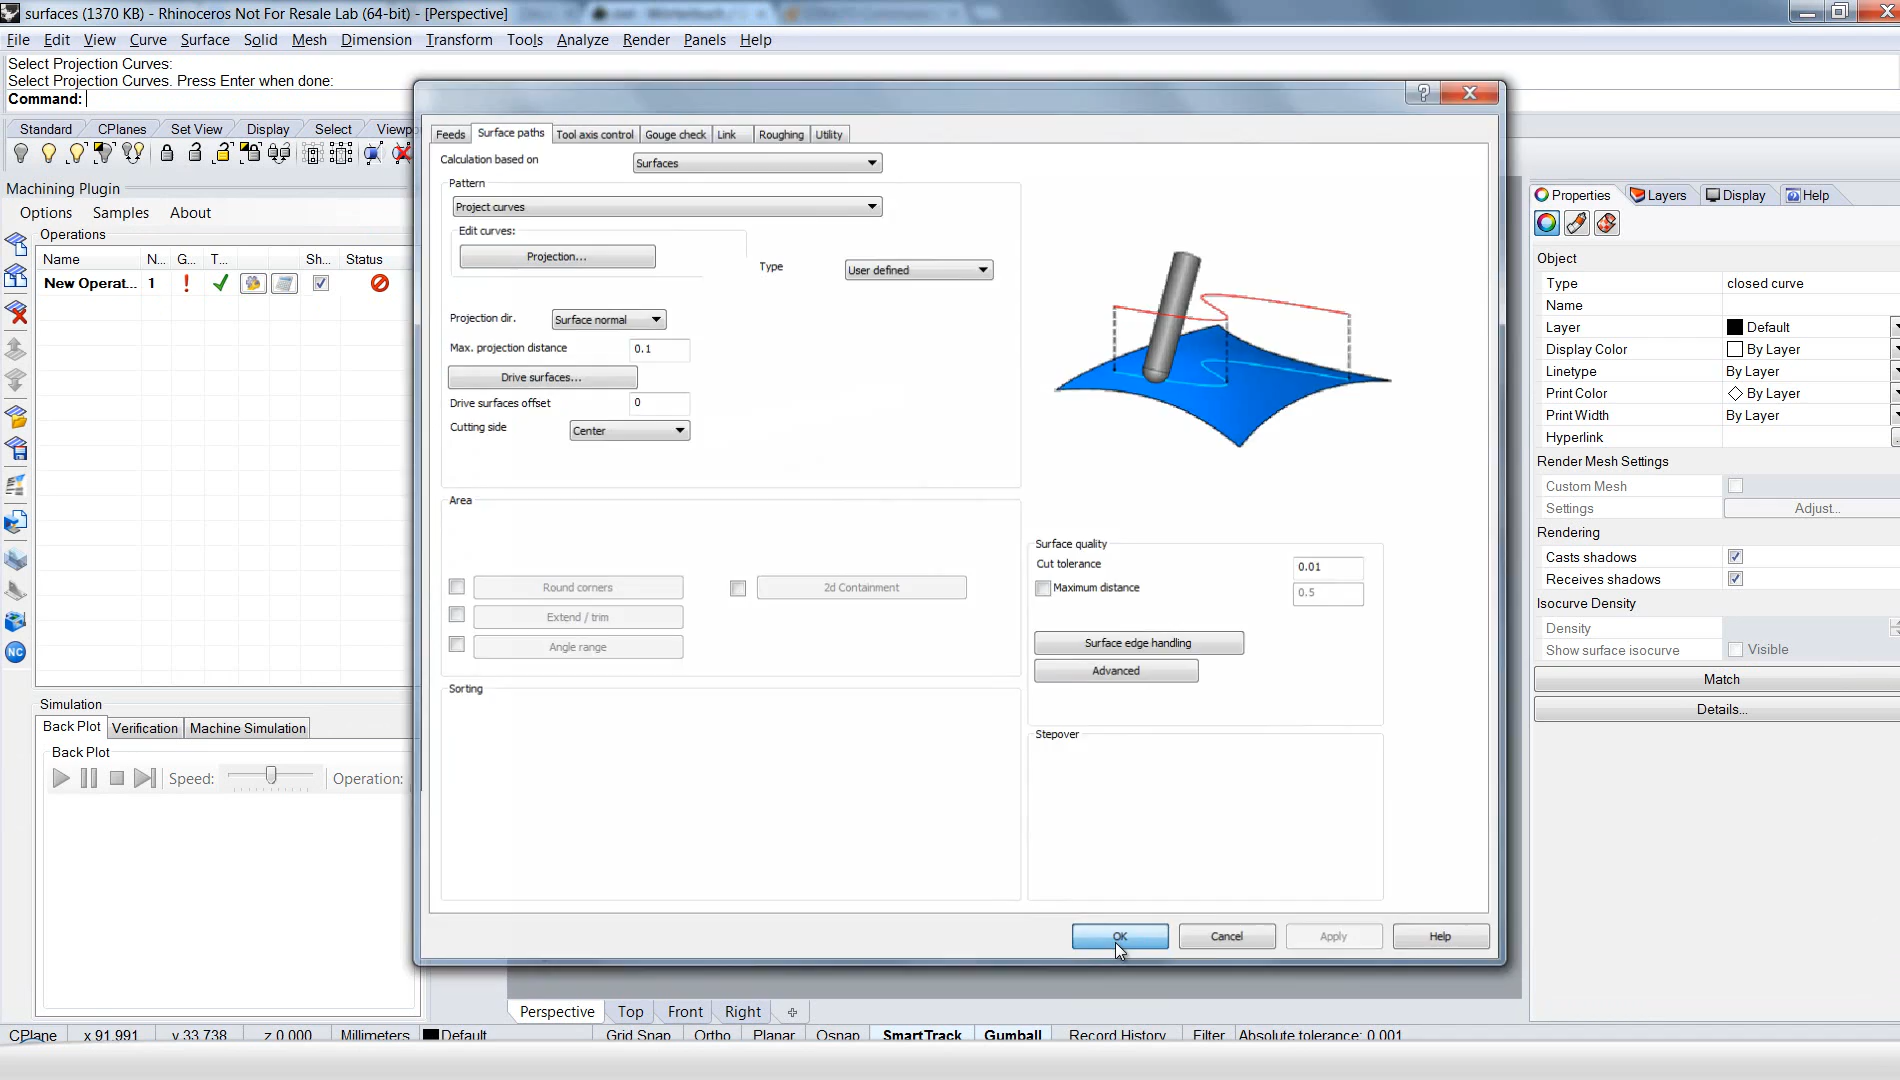 surfaces (1370 KB) - Rhinoceros Not For Resale Lab (64-bit) - [Perspective]
File Edit View Curve Surface Solid Mesh Dimension Transform Tools Analyze Render Panels Help
Select Projection Curves:
Select Projection Curves. Press Enter when done:
Command:
Standard CPlanes Set View Display Select Viewp
Machining Plugin
Options Samples About
Operations
Name N... G... T... Sh... Status
New Operat... 1
Simulation
Back Plot Verification Machine Simulation
Back Plot
Speed: Operation:
Feeds Surface paths Tool axis control Gouge check Link Roughing Utility
Calculation based on Surfaces
Pattern
Project curves
Edit curves:
Projection...
Type User defined
Projection dir. Surface normal
Max. projection distance 0.1
Drive surfaces...
Drive surfaces offset 0
Cutting side Center
Area
Round corners 2d Containment
Extend / trim
Angle range
Sorting
Surface quality
Cut tolerance 0.01
Maximum distance 0.5
Surface edge handling
Advanced
Stepover
OK Cancel Apply Help
Properties Layers Display Help
Object
Type closed curve
Name
Layer Default
Display Color By Layer
Linetype By Layer
Print Color By Layer
Print Width By Layer
Hyperlink
Render Mesh Settings
Custom Mesh
Settings Adjust...
Rendering
Casts shadows
Receives shadows
Isocurve Density
Density
Show surface isocurve Visible
Match
Details...
NC
Perspective Top Front Right
CPlane x 91.991 y 33.738 z 0.000 Millimeters Default Grid Snap Ortho Planar Osnap SmartTrack Gumball Record History Filter Absolute tolerance: 0.001